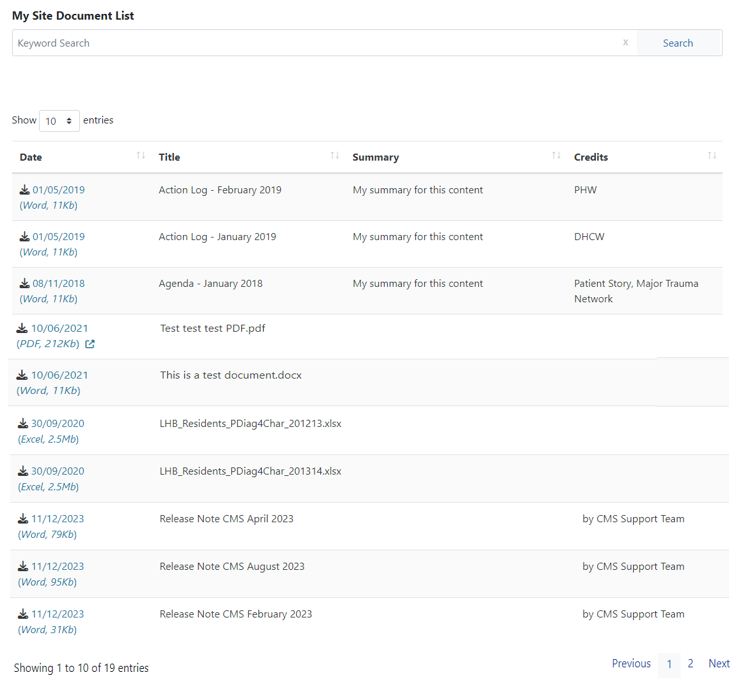 My Site Document List
Keyword Search x Search
Show 10 entries
Date Title Summary Credits
01/05/2019 Action Log - February 2019 My summary for this content PHW
(Word, 11Kb)
01/05/2019 Action Log - January 2019 My summary for this content DHCW
(Word, 11Kb)
08/11/2018 Agenda - January 2018 My summary for this content Patient Story, Major Trauma
(Word, 11Kb) Network
10/06/2021 Test test test PDF.pdf
(PDF, 212Kb)
10/06/2021 This is a test document.docx
(Word, 11Kb)
30/09/2020 LHB_Residents_PDiag4Char_201213.xlsx
(Excel, 2.5Mb)
30/09/2020 LHB_Residents_PDiag4Char_201314.xlsx
(Excel, 2.5Mb)
11/12/2023 Release Note CMS April 2023 by CMS Support Team
(Word, 79Kb)
11/12/2023 Release Note CMS August 2023 by CMS Support Team
(Word, 95Kb)
11/12/2023 Release Note CMS February 2023 by CMS Support Team
(Word, 31Kb)
Showing 1 to 10 of 19 entries Previous 1 2 Next